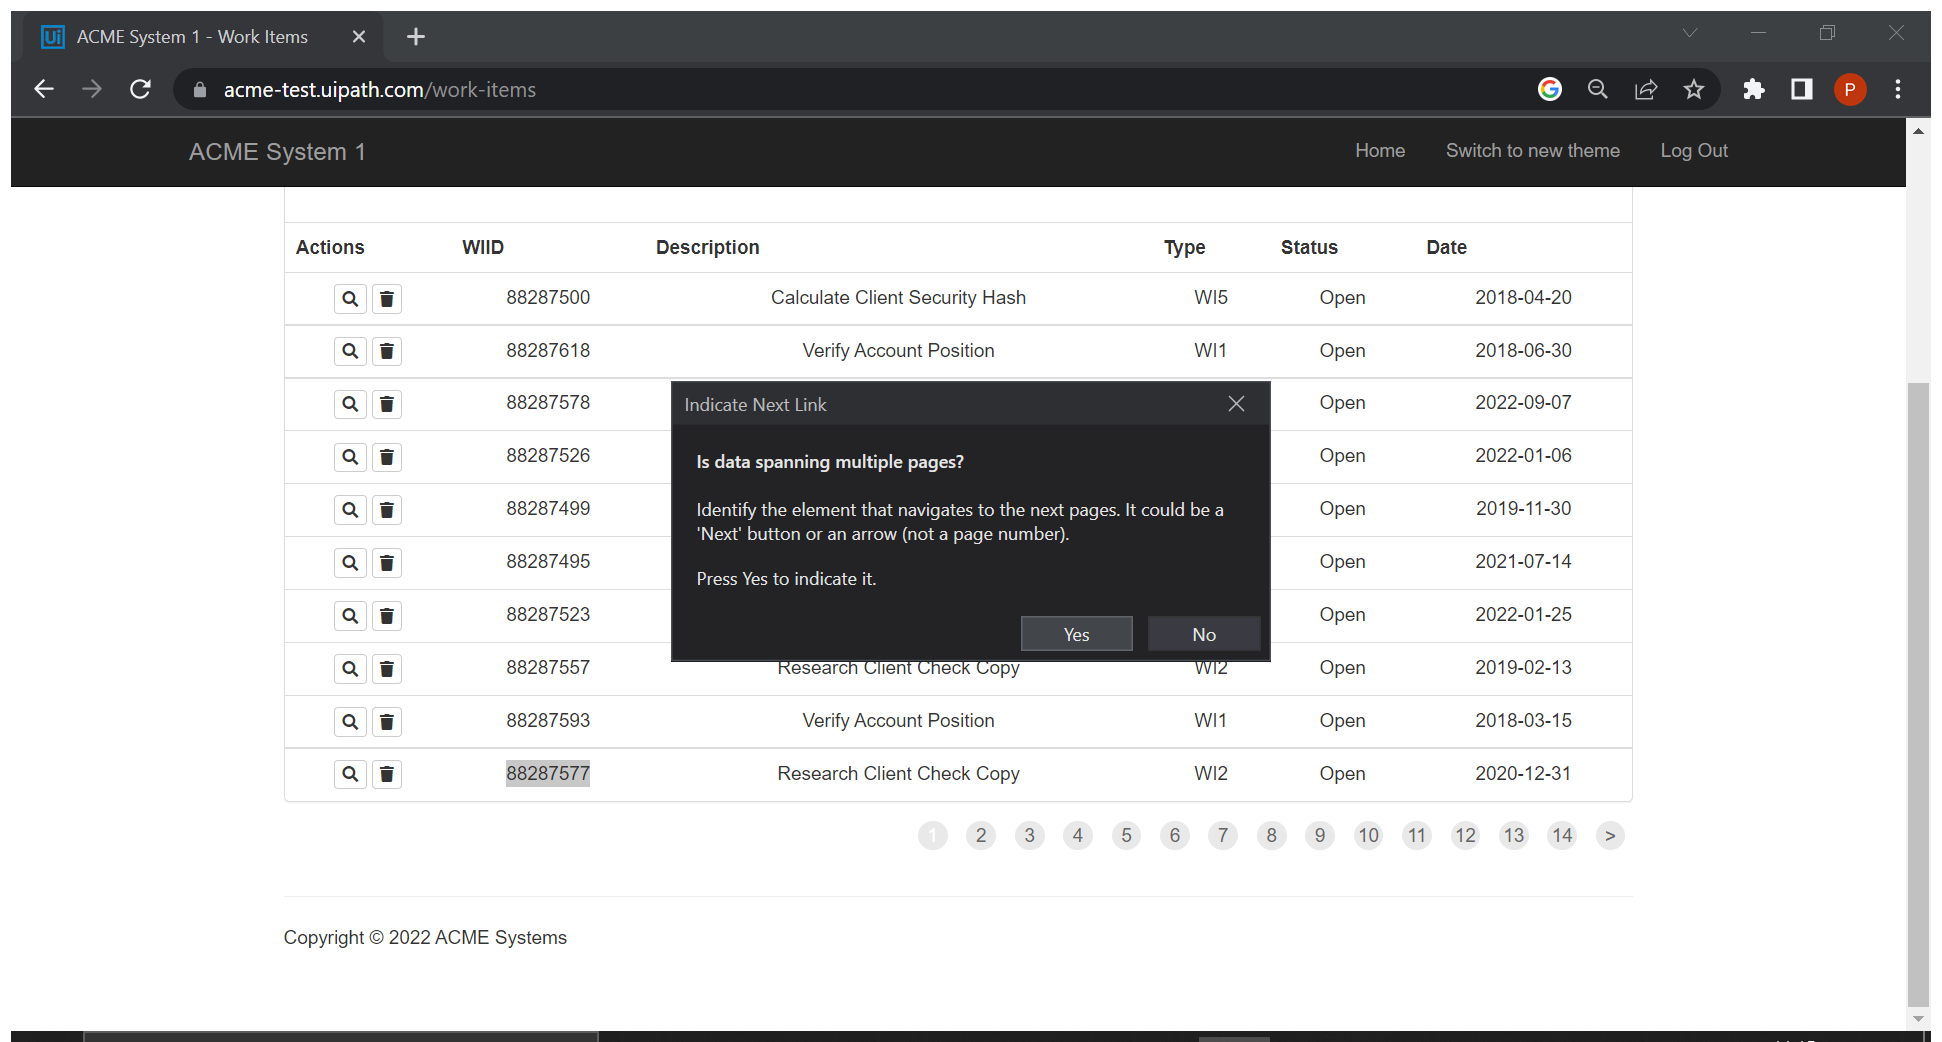 Ui ACME System 1 - Work Items
acme-test.uipath.com/work-items
G
P
ACME System 1
Home Switch to new theme Log Out
Actions WIID Description Type Status Date
88287500 Calculate Client Security Hash WI5 Open 2018-04-20
88287618 Verify Account Position WI1 Open 2018-06-30
88287578 Open 2022-09-07
88287526 Open 2022-01-06
88287499 Open 2019-11-30
88287495 Open 2021-07-14
88287523 Open 2022-01-25
88287557 Research Client Check Copy WI2 Open 2019-02-13
88287593 Verify Account Position WI1 Open 2018-03-15
88287577 Research Client Check Copy WI2 Open 2020-12-31
Indicate Next Link
Is data spanning multiple pages?
Identify the element that navigates to the next pages. It could be a
'Next' button or an arrow (not a page number).
Press Yes to indicate it.
Yes No
1 2 3 4 5 6 7 8 9 10 11 12 13 14 >
Copyright © 2022 ACME Systems